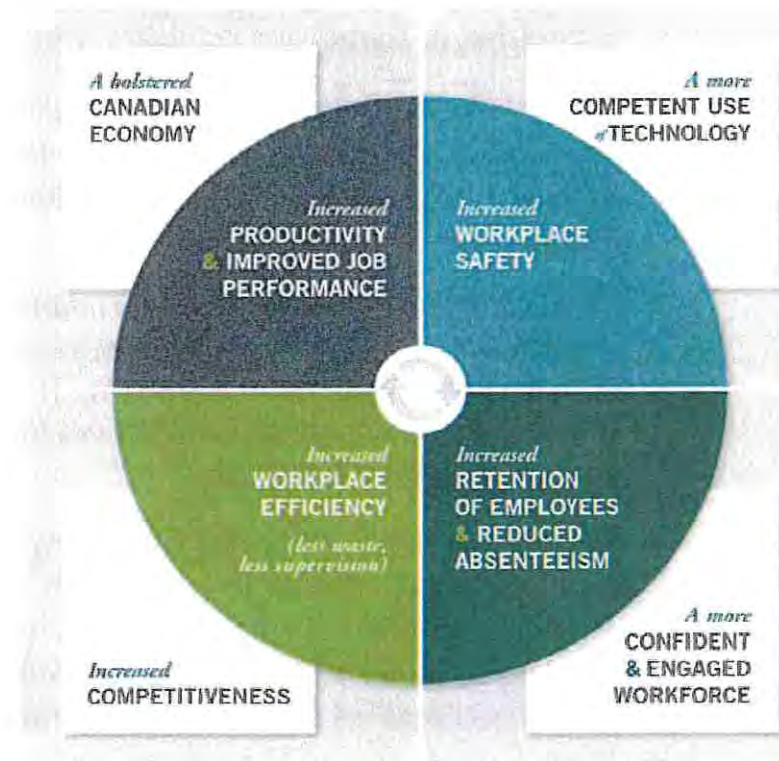 A bolstered
CANADIAN
ECONOMY
A more
COMPETENT USE
of TECHNOLOGY
Increased
PRODUCTIVITY
& IMPROVED JOB
PERFORMANCE
Increased
WORKPLACE
SAFETY
Increased
WORKPLACE
EFFICIENCY
(less waste,
less supervision)
Increased
RETENTION
OF EMPLOYEES
& REDUCED
ABSENTEEISM
Increased
COMPETITIVENESS
A more
CONFIDENT
& ENGAGED
WORKFORCE